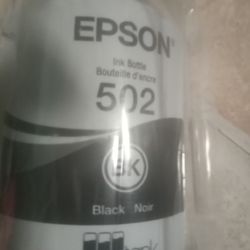 EPSON
Ink Bottle
Bouteille d'encre
502
BK
Black Noir